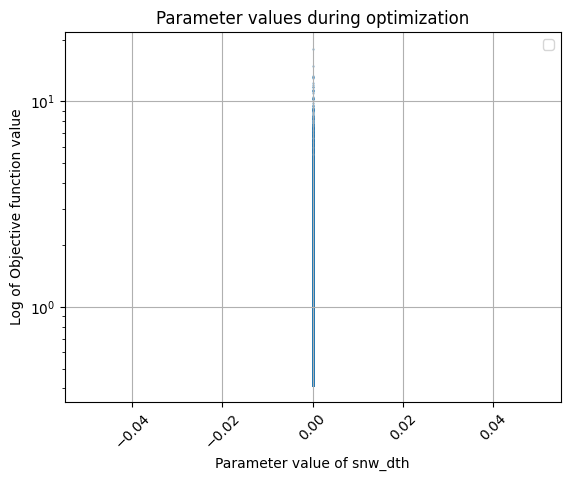 Parameter values during optimization
Log of Objective function value
10¹
10⁰
−0.04
−0.02
0.00
0.02
0.04
Parameter value of snw_dth